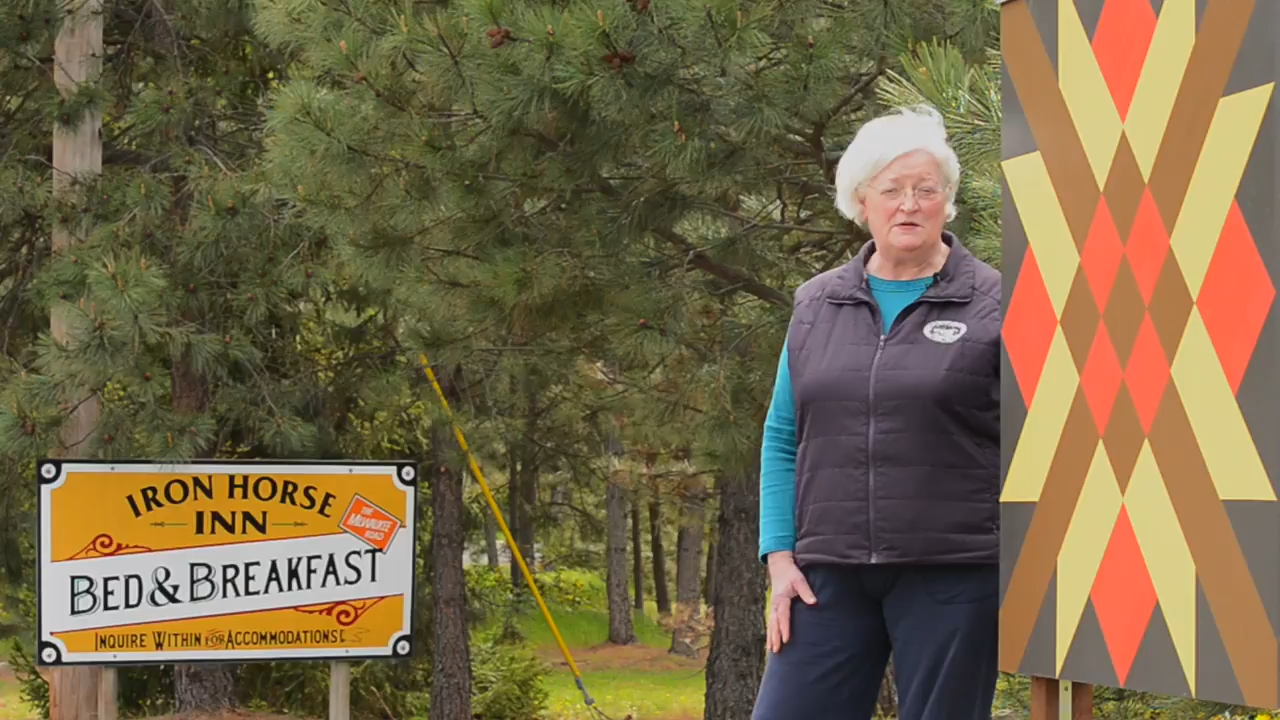 IRON HORSE
INN
THE
MILWAUKEE
ROAD
BED & BREAKFAST
INQUIRE WITHIN FOR ACCOMMODATIONS